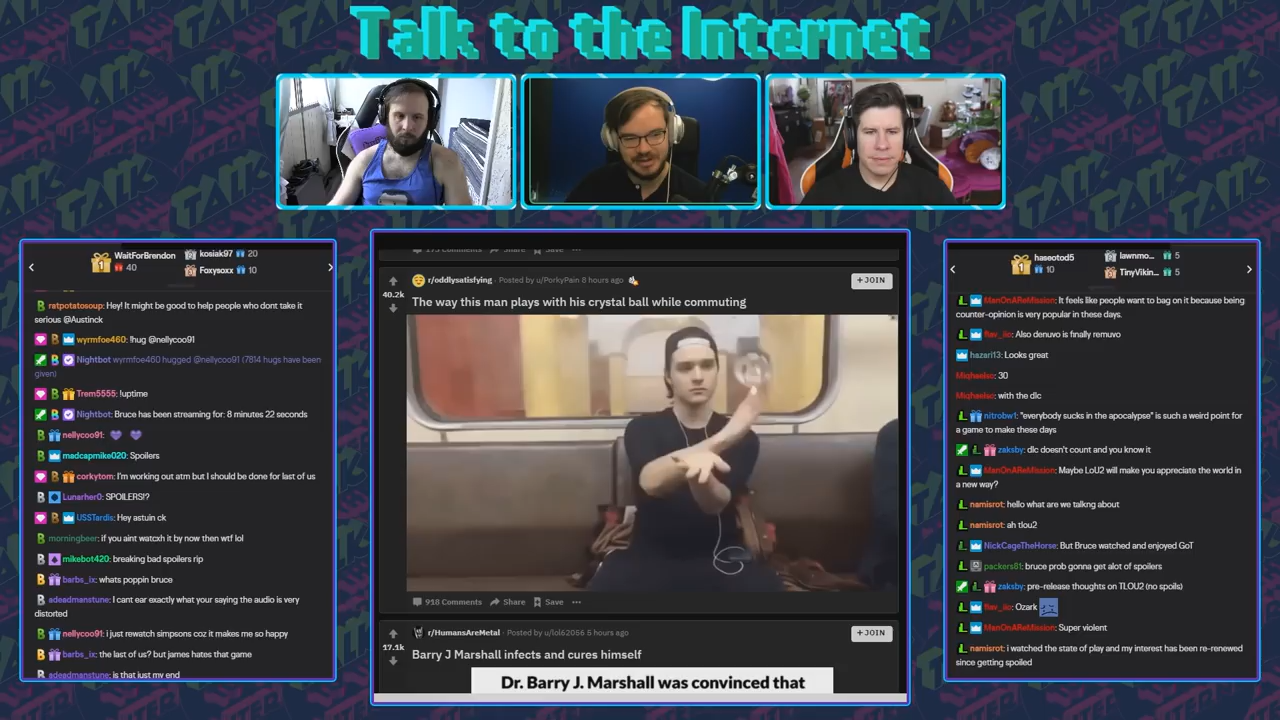 Talk to the Internet
WaitForBrendon
40
kosiak97 20
Foxysoxx 10
ratpotatosoup: Hey! It might be good to help people who dont take it
serious @Austinck
wyrmfoe460: !hug @nellycoo91
Nightbot wyrmfoe460 hugged @nellycoo91 (7814 hugs have been
given)
Trem5555: !uptime
Nightbot: Bruce has been streaming for: 8 minutes 22 seconds
nellycoo91:
madcapmike020: Spoilers
corkytom: I'm working out atm but I should be done for last of us
Lunarher0: SPOILERS!?
USSTardis: Hey astuin ck
morningbeer: if you aint watcxh it by now then wtf lol
mikebot420: breaking bad spoilers rip
barbs_ix: whats poppin bruce
adeadmanstune: I cant ear exactly what your saying the audio is very
distorted
nellycoo91: i just rewatch simpsons coz it makes me so happy
barbs_ix: the last of us? but james hates that game
adeadmanstune: is that just my end
Comments Share Save
r/oddlysatisfying · Posted by u/PorkyPain 8 hours ago
+ JOIN
40.2k
The way this man plays with his crystal ball while commuting
918 Comments Share Save
r/HumansAreMetal · Posted by u/lol62056 5 hours ago
+ JOIN
17.1k
Barry J Marshall infects and cures himself
Dr. Barry J. Marshall was convinced that
haseotod5
10
lawnmo... 5
TinyVikin... 5
ManOnAReMission: It feels like people want to bag on it because being
counter-opinion is very popular in these days.
flav_iic: Also denuvo is fnally remuvo
hazari13: Looks great
30
with the dlc
nitrobw1: "everybody sucks in the apocalypse" is such a weird point for
a game to make these days
zaksby: dlc doesn't count and you know it
ManOnAReMission: Maybe LoU2 will make you appreciate the world in
a new way?
namisrot: hello what are we talkng about
namisrot: ah tlou2
NickCageTheHorse: But Bruce watched and enjoyed GoT
packers61: bruce prob gonna get alot of spoilers
zaksby: pre-release thoughts on TLOU2 (no spoils)
flav_iic: Ozark
ManOnAReMission: Super violent
namisrot: i watched the state of play and my interest has been re-renewed
since getting spoiled